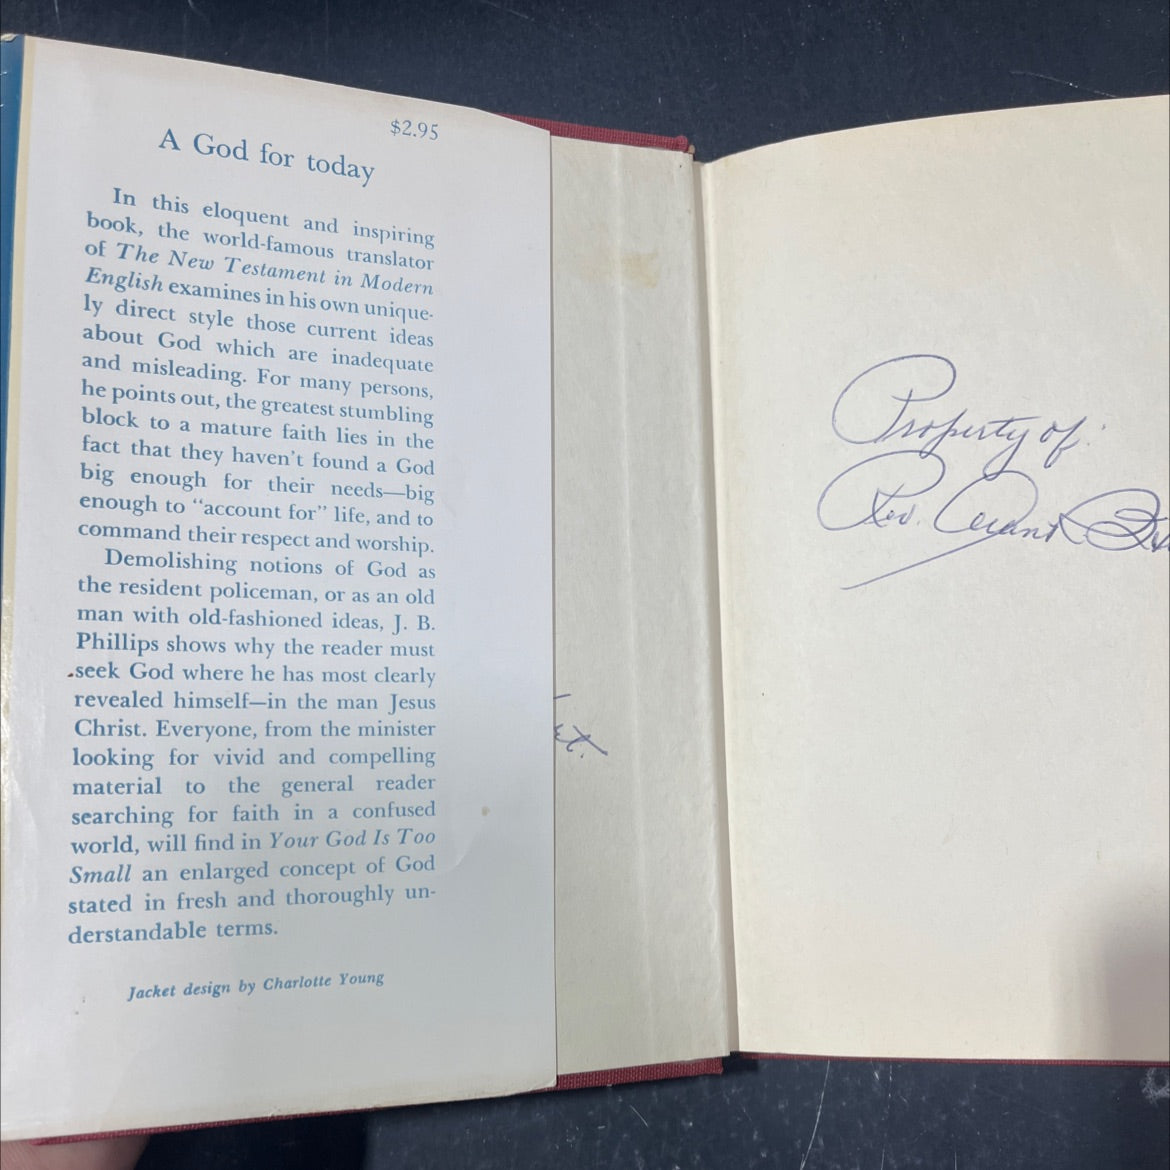 $2.95
A God for today
In this eloquent and inspiring
book, the world-famous translator
of The New Testament in Modern
English examines in his own unique-
ly direct style those current ideas
about God which are inadequate
and misleading. For many persons,
he points out, the greatest stumbling
block to a mature faith lies in the
fact that they haven't found a God
big enough for their needs—big
enough to "account for" life, and to
command their respect and worship.
Demolishing notions of God as
the resident policeman, or as an old
man with old-fashioned ideas, J. B.
Phillips shows why the reader must
seek God where he has most clearly
revealed himself—in the man Jesus
Christ. Everyone, from the minister
looking for vivid and compelling
material to the general reader
searching for faith in a confused
world, will find in Your God Is Too
Small an enlarged concept of God
stated in fresh and thoroughly un-
derstandable terms.
Jacket design by Charlotte Young
Property of:
Rev.